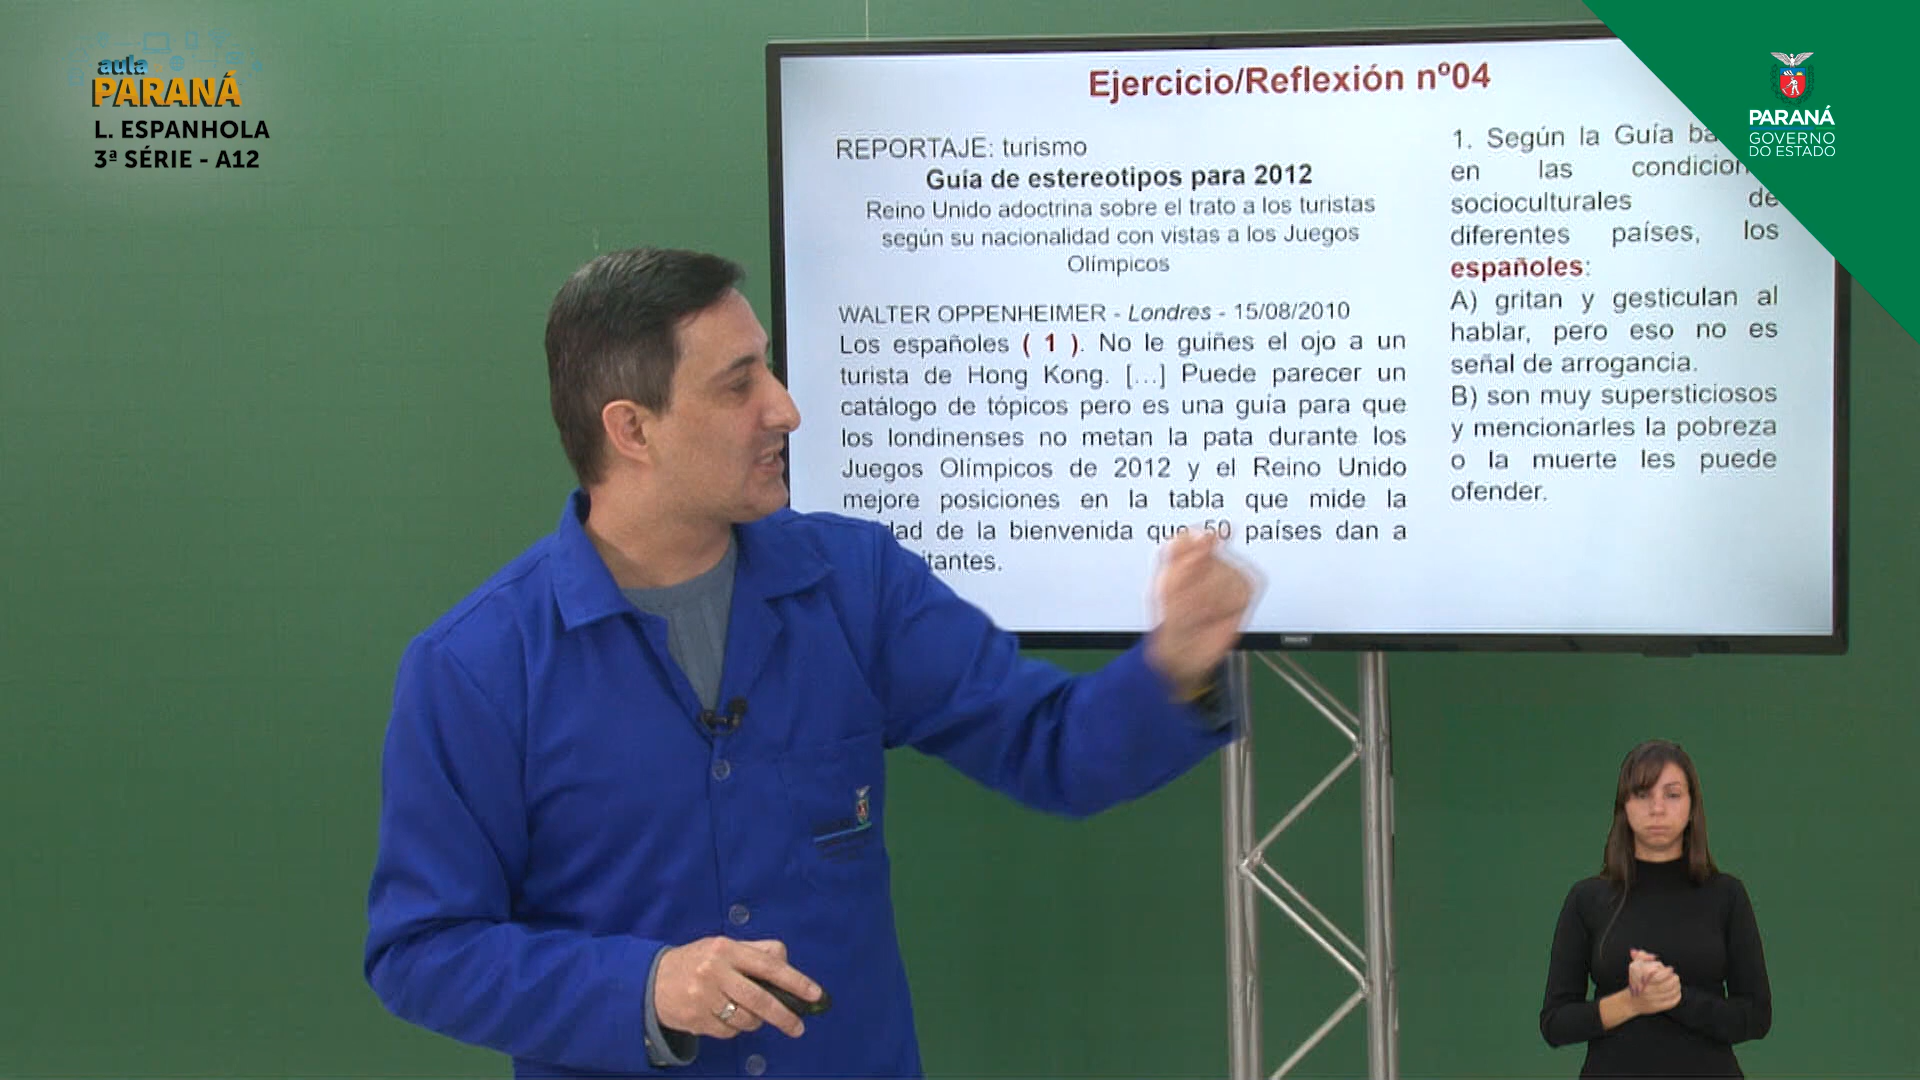 aula
PARANÁ
L. ESPANHOLA
3ª SÉRIE - A12
Ejercicio/Reflexión nº04
REPORTAJE: turismo
Guía de estereotipos para 2012
Reino Unido adoctrina sobre el trato a los turistas
según su nacionalidad con vistas a los Juegos
Olímpicos
WALTER OPPENHEIMER - Londres - 15/08/2010
Los españoles ( 1 ). No le guiñes el ojo a un
turista de Hong Kong. [...] Puede parecer un
catálogo de tópicos pero es una guía para que
los londinenses no metan la pata durante los
Juegos Olímpicos de 2012 y el Reino Unido
mejore posiciones en la tabla que mide la
de la bienvenida que 50 países dan a
1. Según la Guía
en las
socioculturales de
diferentes países, los
españoles:
A) gritan y gesticulan al
hablar, pero eso no es
señal de arrogancia.
B) son muy supersticiosos
y mencionarles la pobreza
o la muerte les puede
ofender.
PARANÁ
GOVERNO
DO ESTADO
PHILIPS